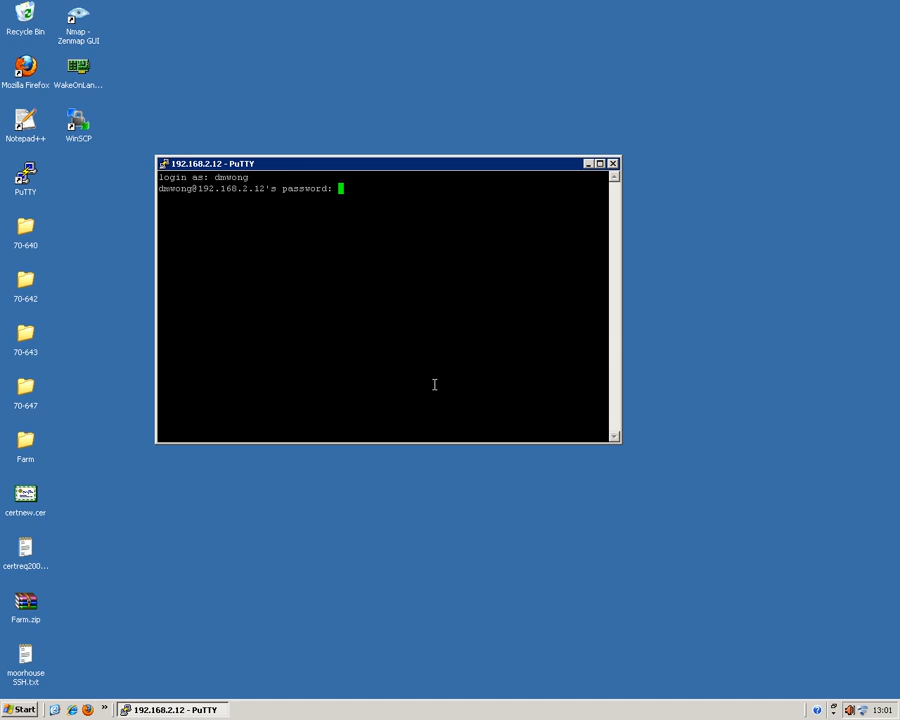 Recycle Bin
Nmap -
Zenmap GUI
Mozilla Firefox
WakeOnLan...
Notepad++
WinSCP
PuTTY
70-640
70-642
70-643
70-647
Farm
certnew.cer
certreq200...
Farm.zip
moorhouse
SSH.txt
192.168.2.12 - PuTTY
login as: dmwong
dmwong@192.168.2.12's password:
Start
192.168.2.12 - PuTTY
13:01